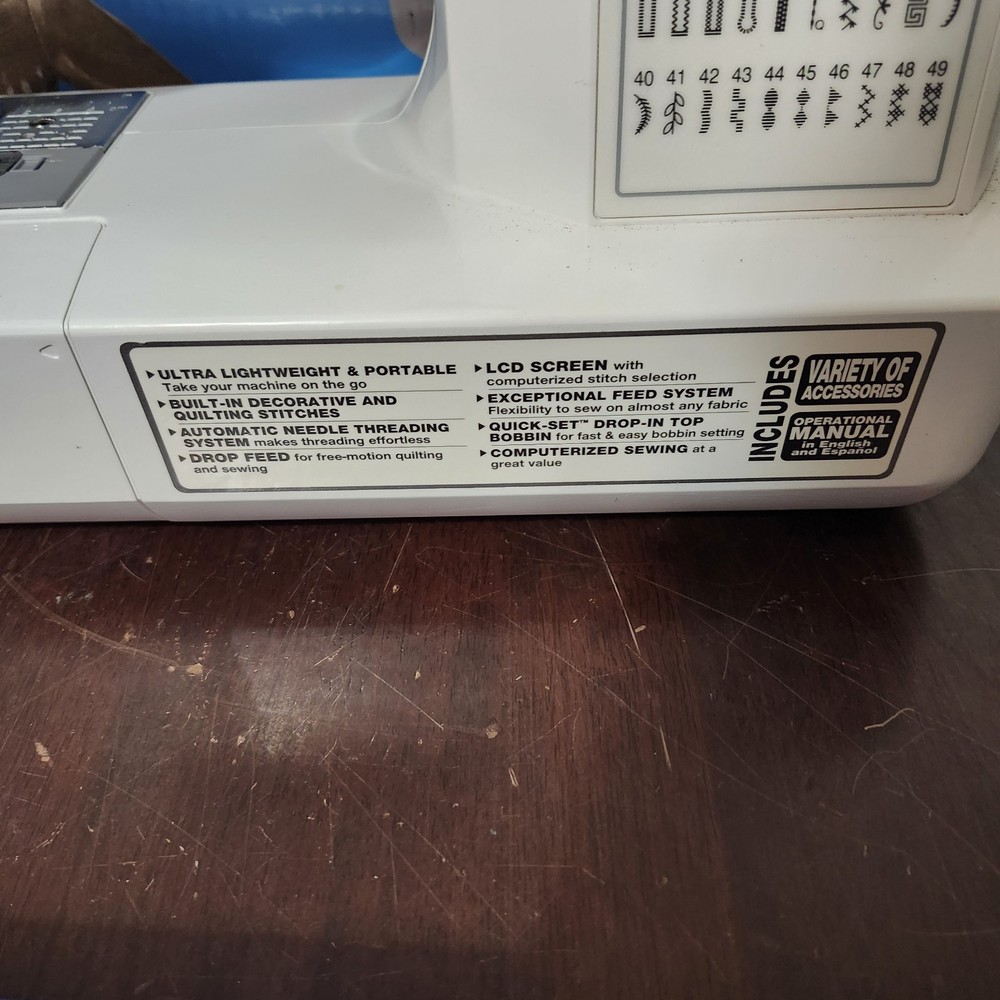 40 41 42 43 44 45 46 47 48 49
ULTRA LIGHTWEIGHT & PORTABLE
Take your machine on the go
BUILT-IN DECORATIVE AND
QUILTING STITCHES
AUTOMATIC NEEDLE THREADING
SYSTEM makes threading effortless
DROP FEED for free-motion quilting
and sewing
LCD SCREEN with
computerized stitch selection
EXCEPTIONAL FEED SYSTEM
Flexibility to sew on almost any fabric
QUICK-SET™ DROP-IN TOP
BOBBIN for fast & easy bobbin setting
COMPUTERIZED SEWING at a
great value
INCLUDES
VARIETY OF
ACCESSORIES
OPERATIONAL
MANUAL
in English
and Español